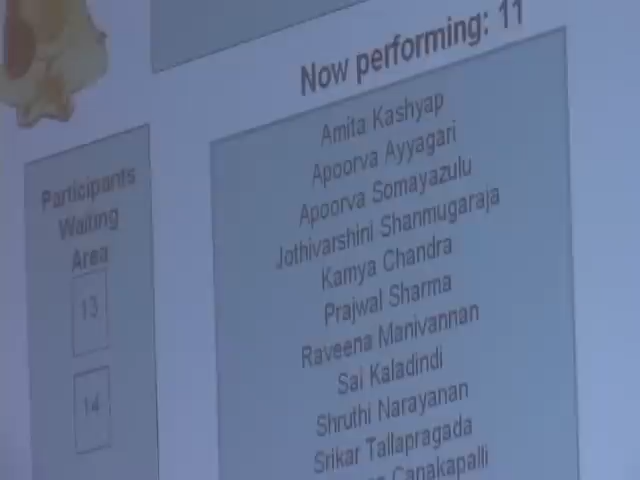 Now performing: 11
Amita Kashyap
Apoorva Ayyagari
Apoorva Somayazulu
Jothivarshini Shanmugaraja
Kamya Chandra
Prajwal Sharma
Raveena Manivannan
Sai Kaladindi
Shruthi Narayanan
Srikar Tallapragada
Canakapalli
Participants
Waiting
Area
13
14